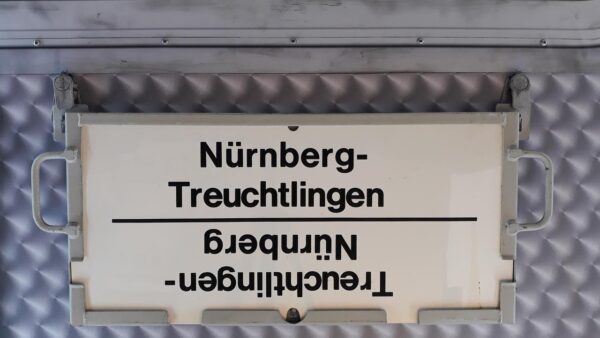 Nürnberg-
Treuchtlingen
Treuchtlingen-
Nürnberg